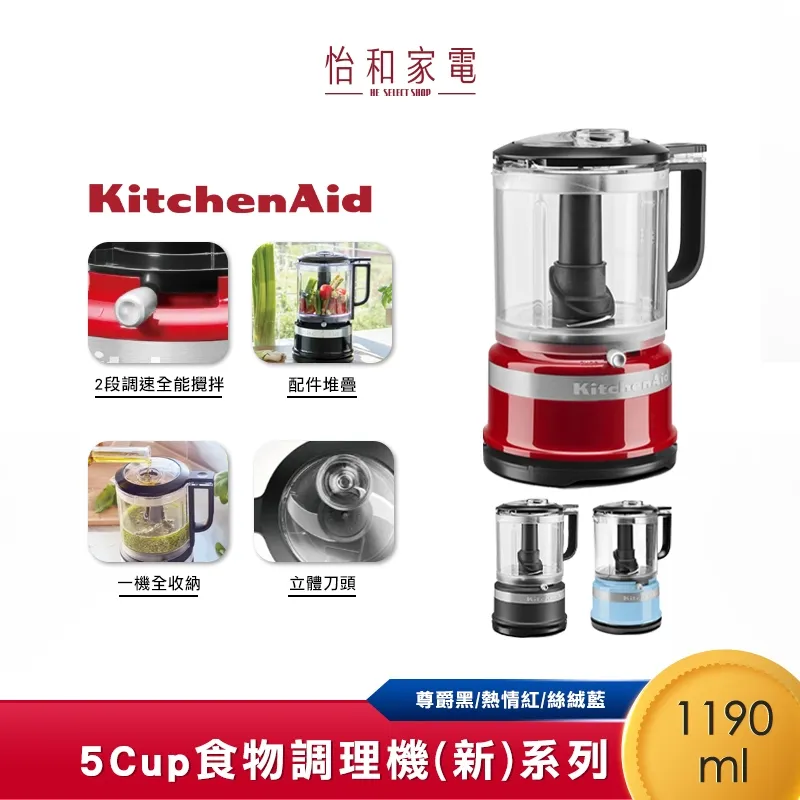 怡和家電
HE SELECT SHOP
KitchenAid
2段調速全能攪拌
配件堆疊
一機全收納
立體刀頭
KitchenAid
尊爵黑/熱情紅/絲絨藍
5Cup食物調理機(新)系列
1190
ml